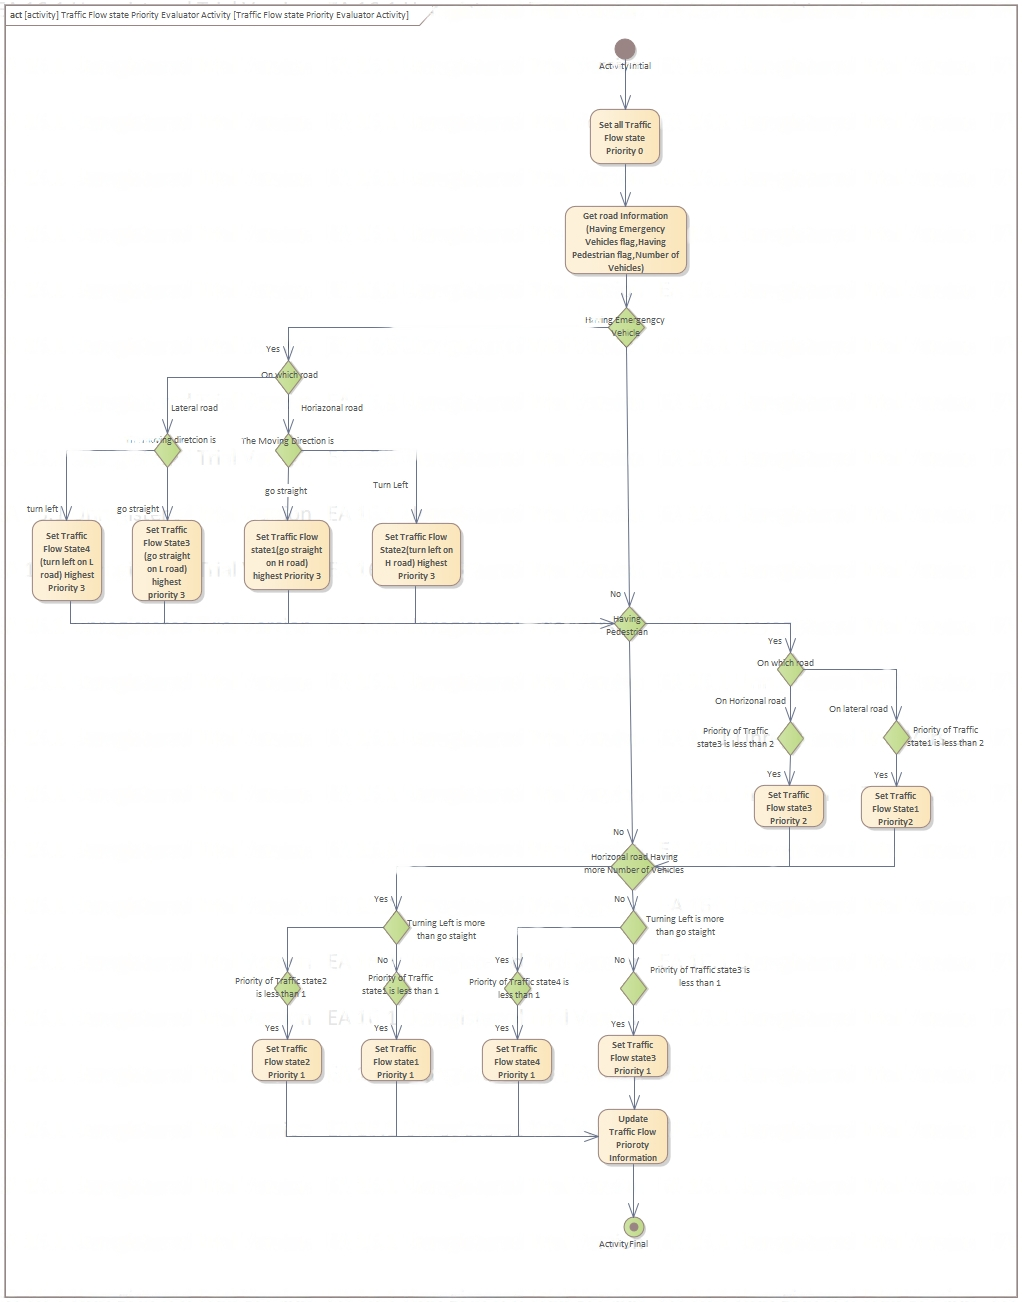 act [activity] Traffic Flow state Priority Evaluator Activity [Traffic Flow state Priority Evaluator Activity]
ActivityInitial
Set all Traffic
Flow state
Priority 0
Get road Information
(Having Emergency
Vehicles flag,Having
Pedestrian flag,Number of
Vehicles)
Having Emergengcy
Vehicle
Yes
On which road
Lateral road
Horiazonal road
diretcion is
The Moving Direction is
turn left
go straight
go straight
Turn Left
Set Traffic
Flow State4
(turn left on L
road) Highest
Priority 3
Set Traffic
Flow State3
(go straight
on L road)
highest
priority 3
Set Traffic Flow
state1(go straight
on H road)
highest Priority 3
Set Traffic Flow
State2(turn left on
H road) Highest
Priority 3
No
Having
Pedestrian
Yes
On which road
On Horizonal road
On lateral road
Priority of Traffic
state3 is less than 2
Priority of Traffic
state1 is less than 2
Yes
Yes
Set Traffic
Flow state3
Priority 2
Set Traffic
Flow State1
Priority2
No
Horizonal road Having
more Number of Vehicles
Yes
No
Turning Left is more
than go staight
Turning Left is more
than go staight
No
Yes
No
Priority of Traffic state2
is less than 1
Priority of Traffic
state1 is less than 1
Priority of Traffic state4 is
less than 1
Priority of Traffic state3 is
less than 1
Yes
Yes
Yes
Yes
Set Traffic
Flow state2
Priority 1
Set Traffic
Flow state1
Priority 1
Set Traffic
Flow state4
Priority 1
Set Traffic
Flow state3
Priority 1
Update
Traffic Flow
Prioroty
Information
ActivityFinal